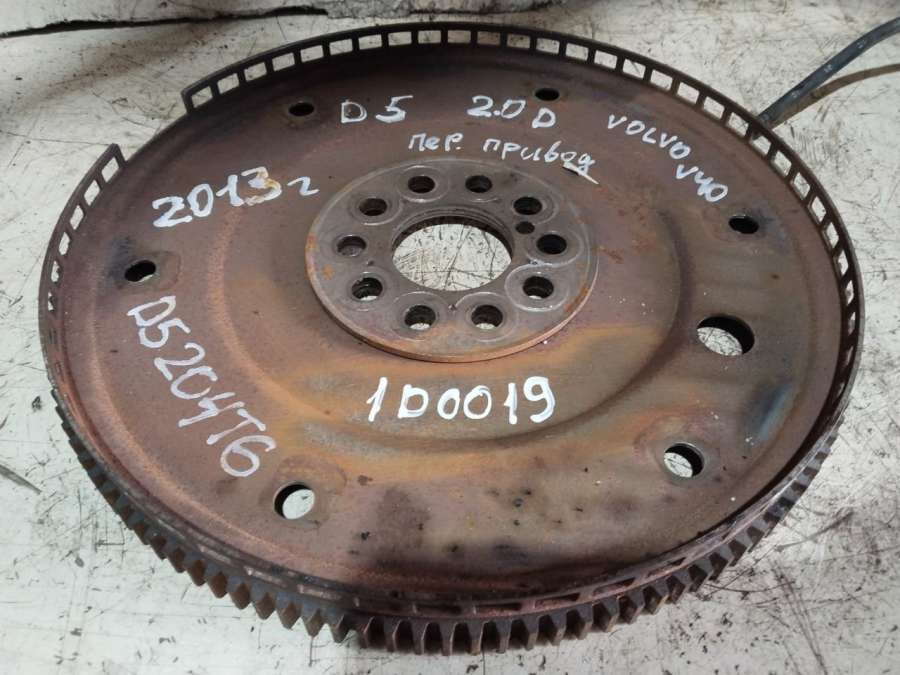 D5 2.0D VOLVO V40
пер. привод
2013г
D5204T6
1D0019